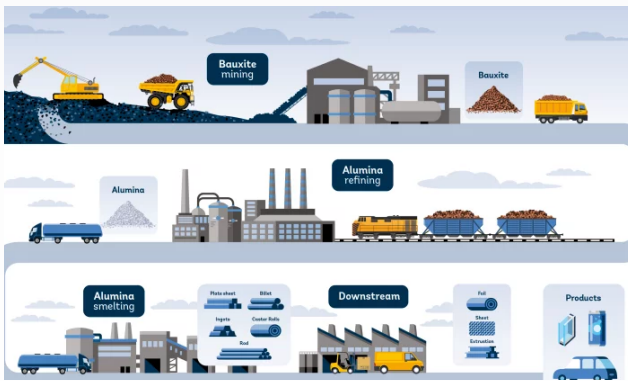 Bauxite
mining
Bauxite
Alumina
refining
Alumina
Alumina
smelting
Plate sheet
Billet
Ingots
Caster Rolls
Rod
Downstream
Foil
Sheet
Extrusion
Products